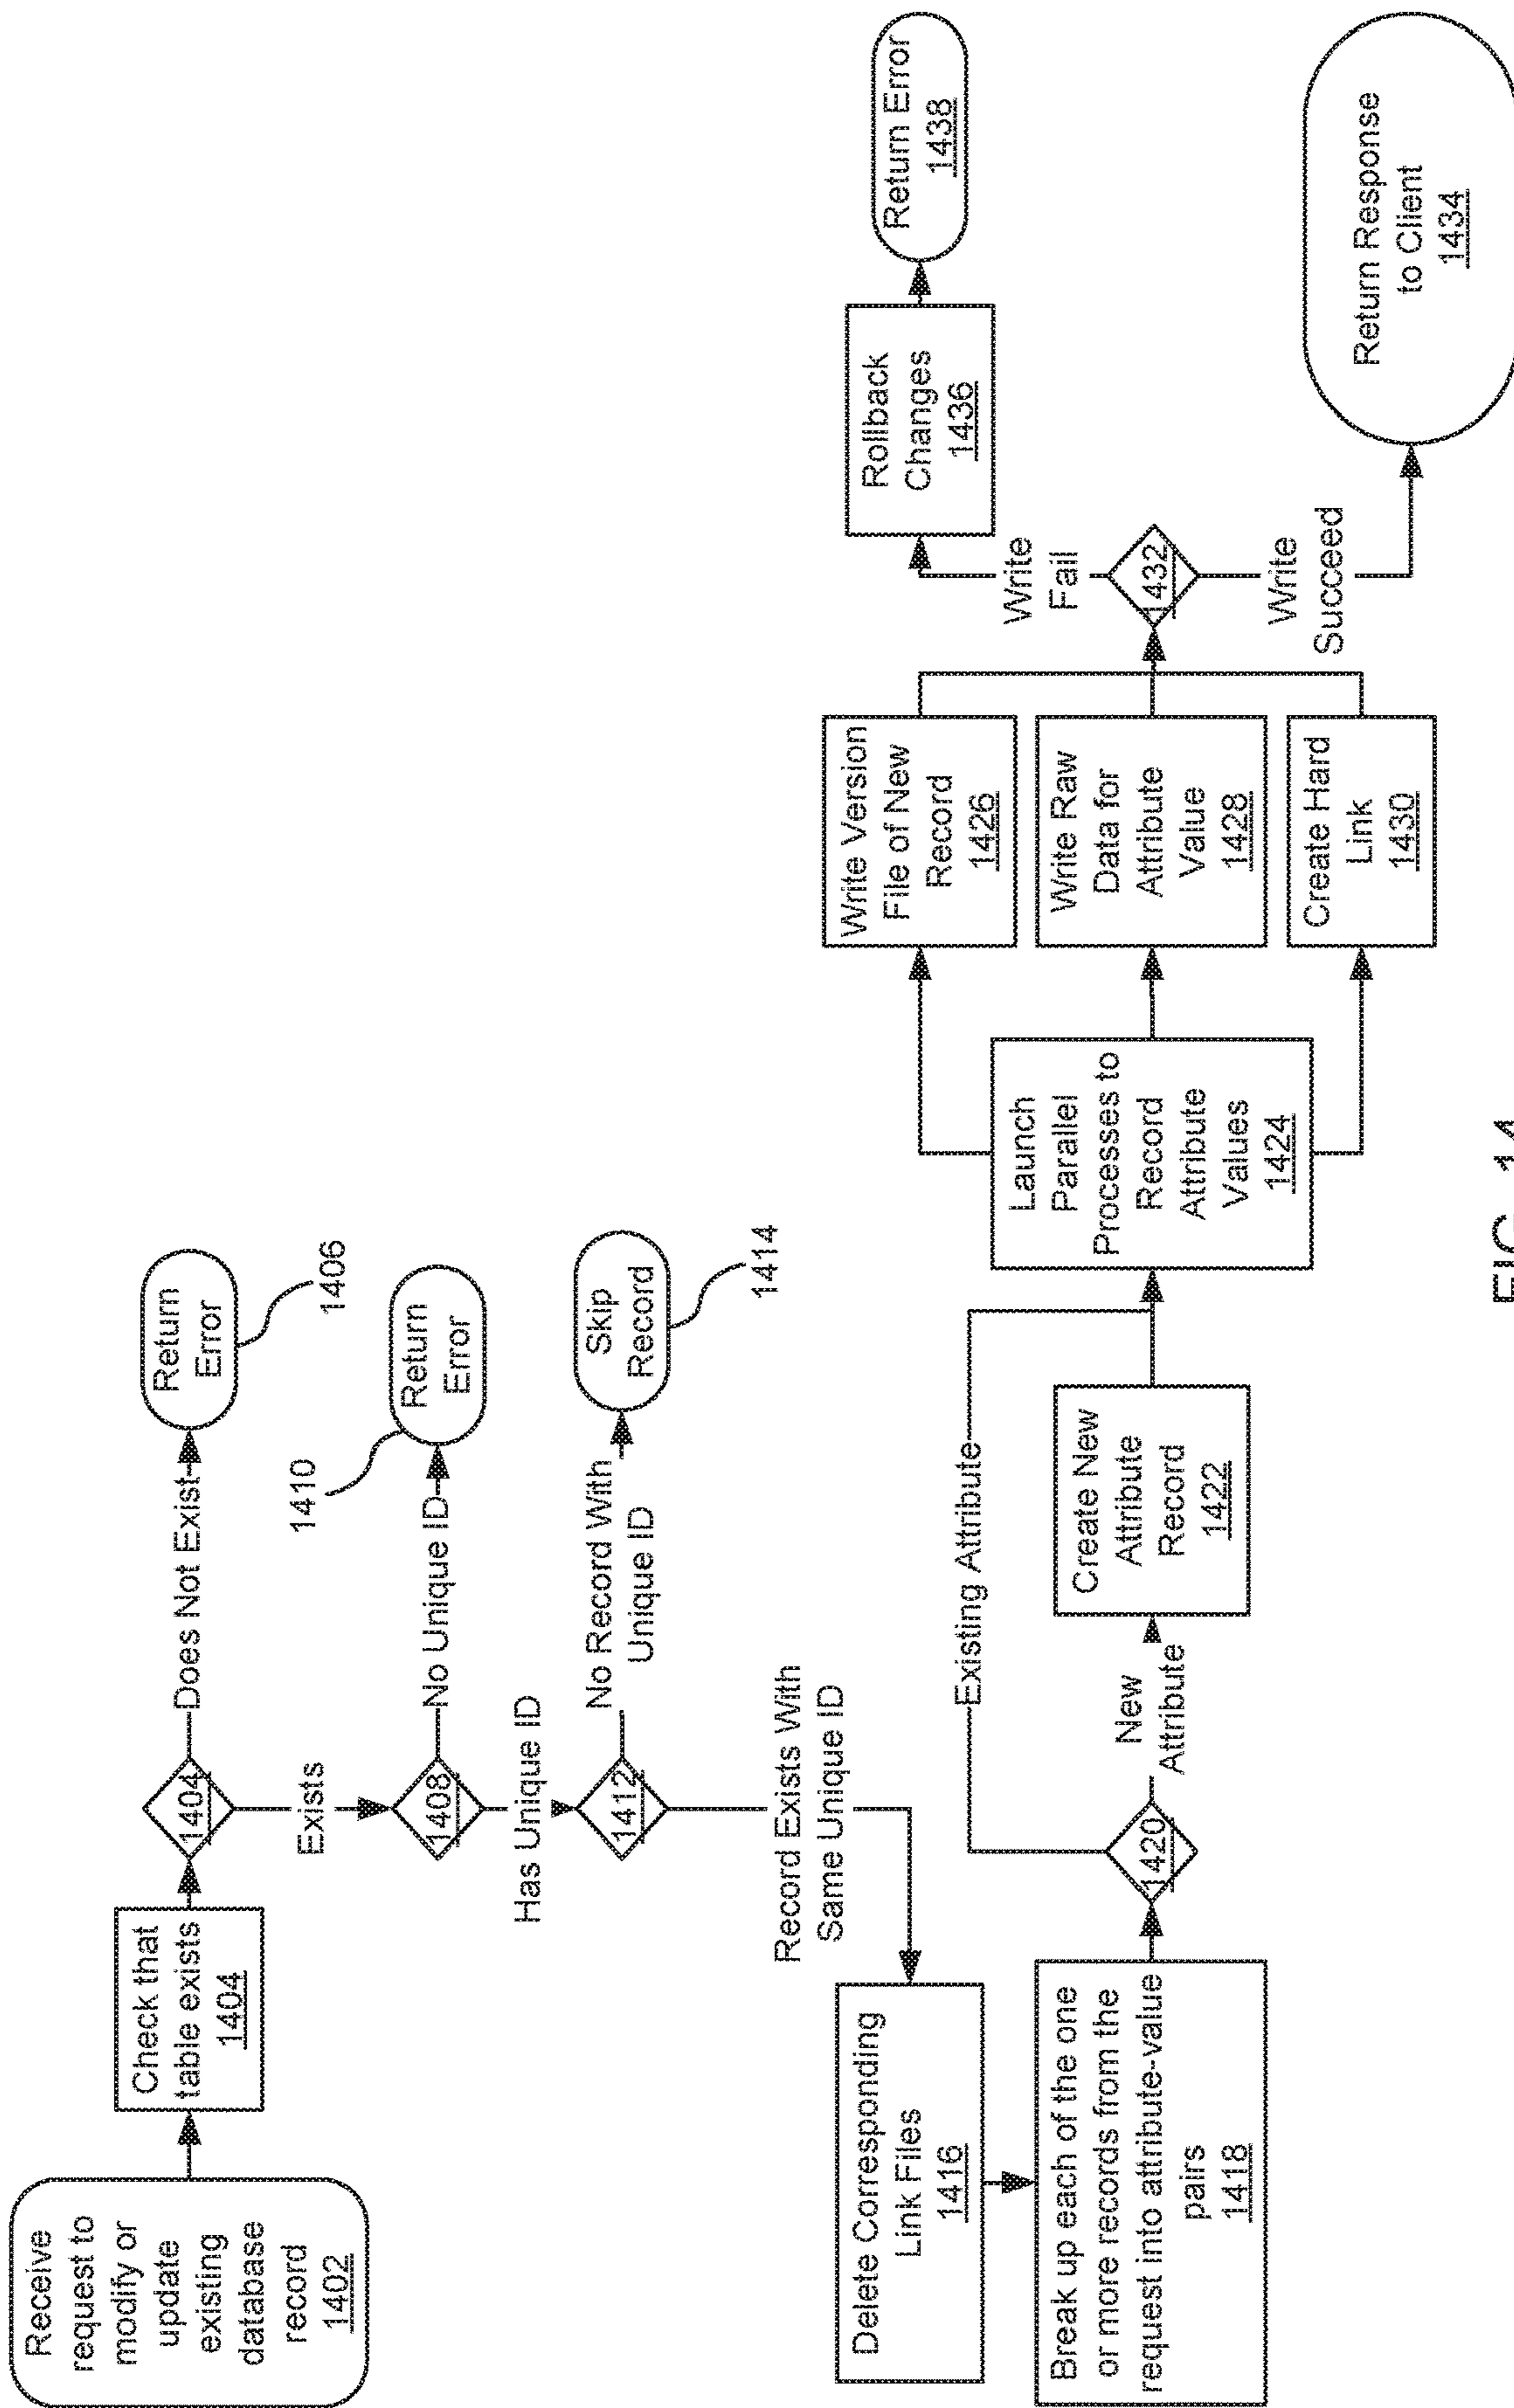 Receive
request to
modify or
update
existing
database
record
1402
Check that
table exists
1404
1404
Does Not Exist
Return
Error
1406
Exists
1408
No Unique ID
Return
Error
1410
Has Unique ID
1412
No Record With
Unique ID
Skip
Record
1414
Record Exists With
Same Unique ID
Delete Corresponding
Link Files
1416
Break up each of the one
or more records from the
request into attribute-value
pairs
1418
1420
Existing Attribute
New
Attribute
Create New
Attribute
Record
1422
Launch
Parallel
Processes to
Record
Attribute
Values
1424
Write Version
File of New
Record
1426
Write Raw
Data for
Attribute
Value
1428
Create Hard
Link
1430
1432
Write
Fail
Rollback
Changes
1436
Return Error
1438
Write
Succeed
Return Response
to Client
1434
FIG. 14